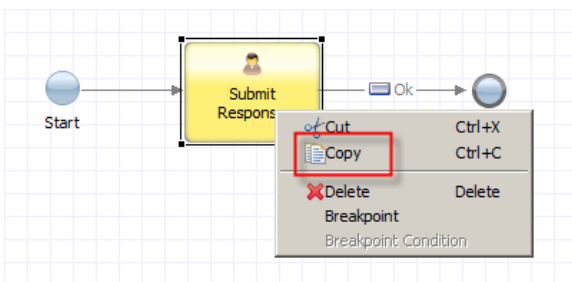 Submit
Respons
Ok
Start
Cut Ctrl+X
Copy Ctrl+C
Delete Delete
Breakpoint
Breakpoint Condition